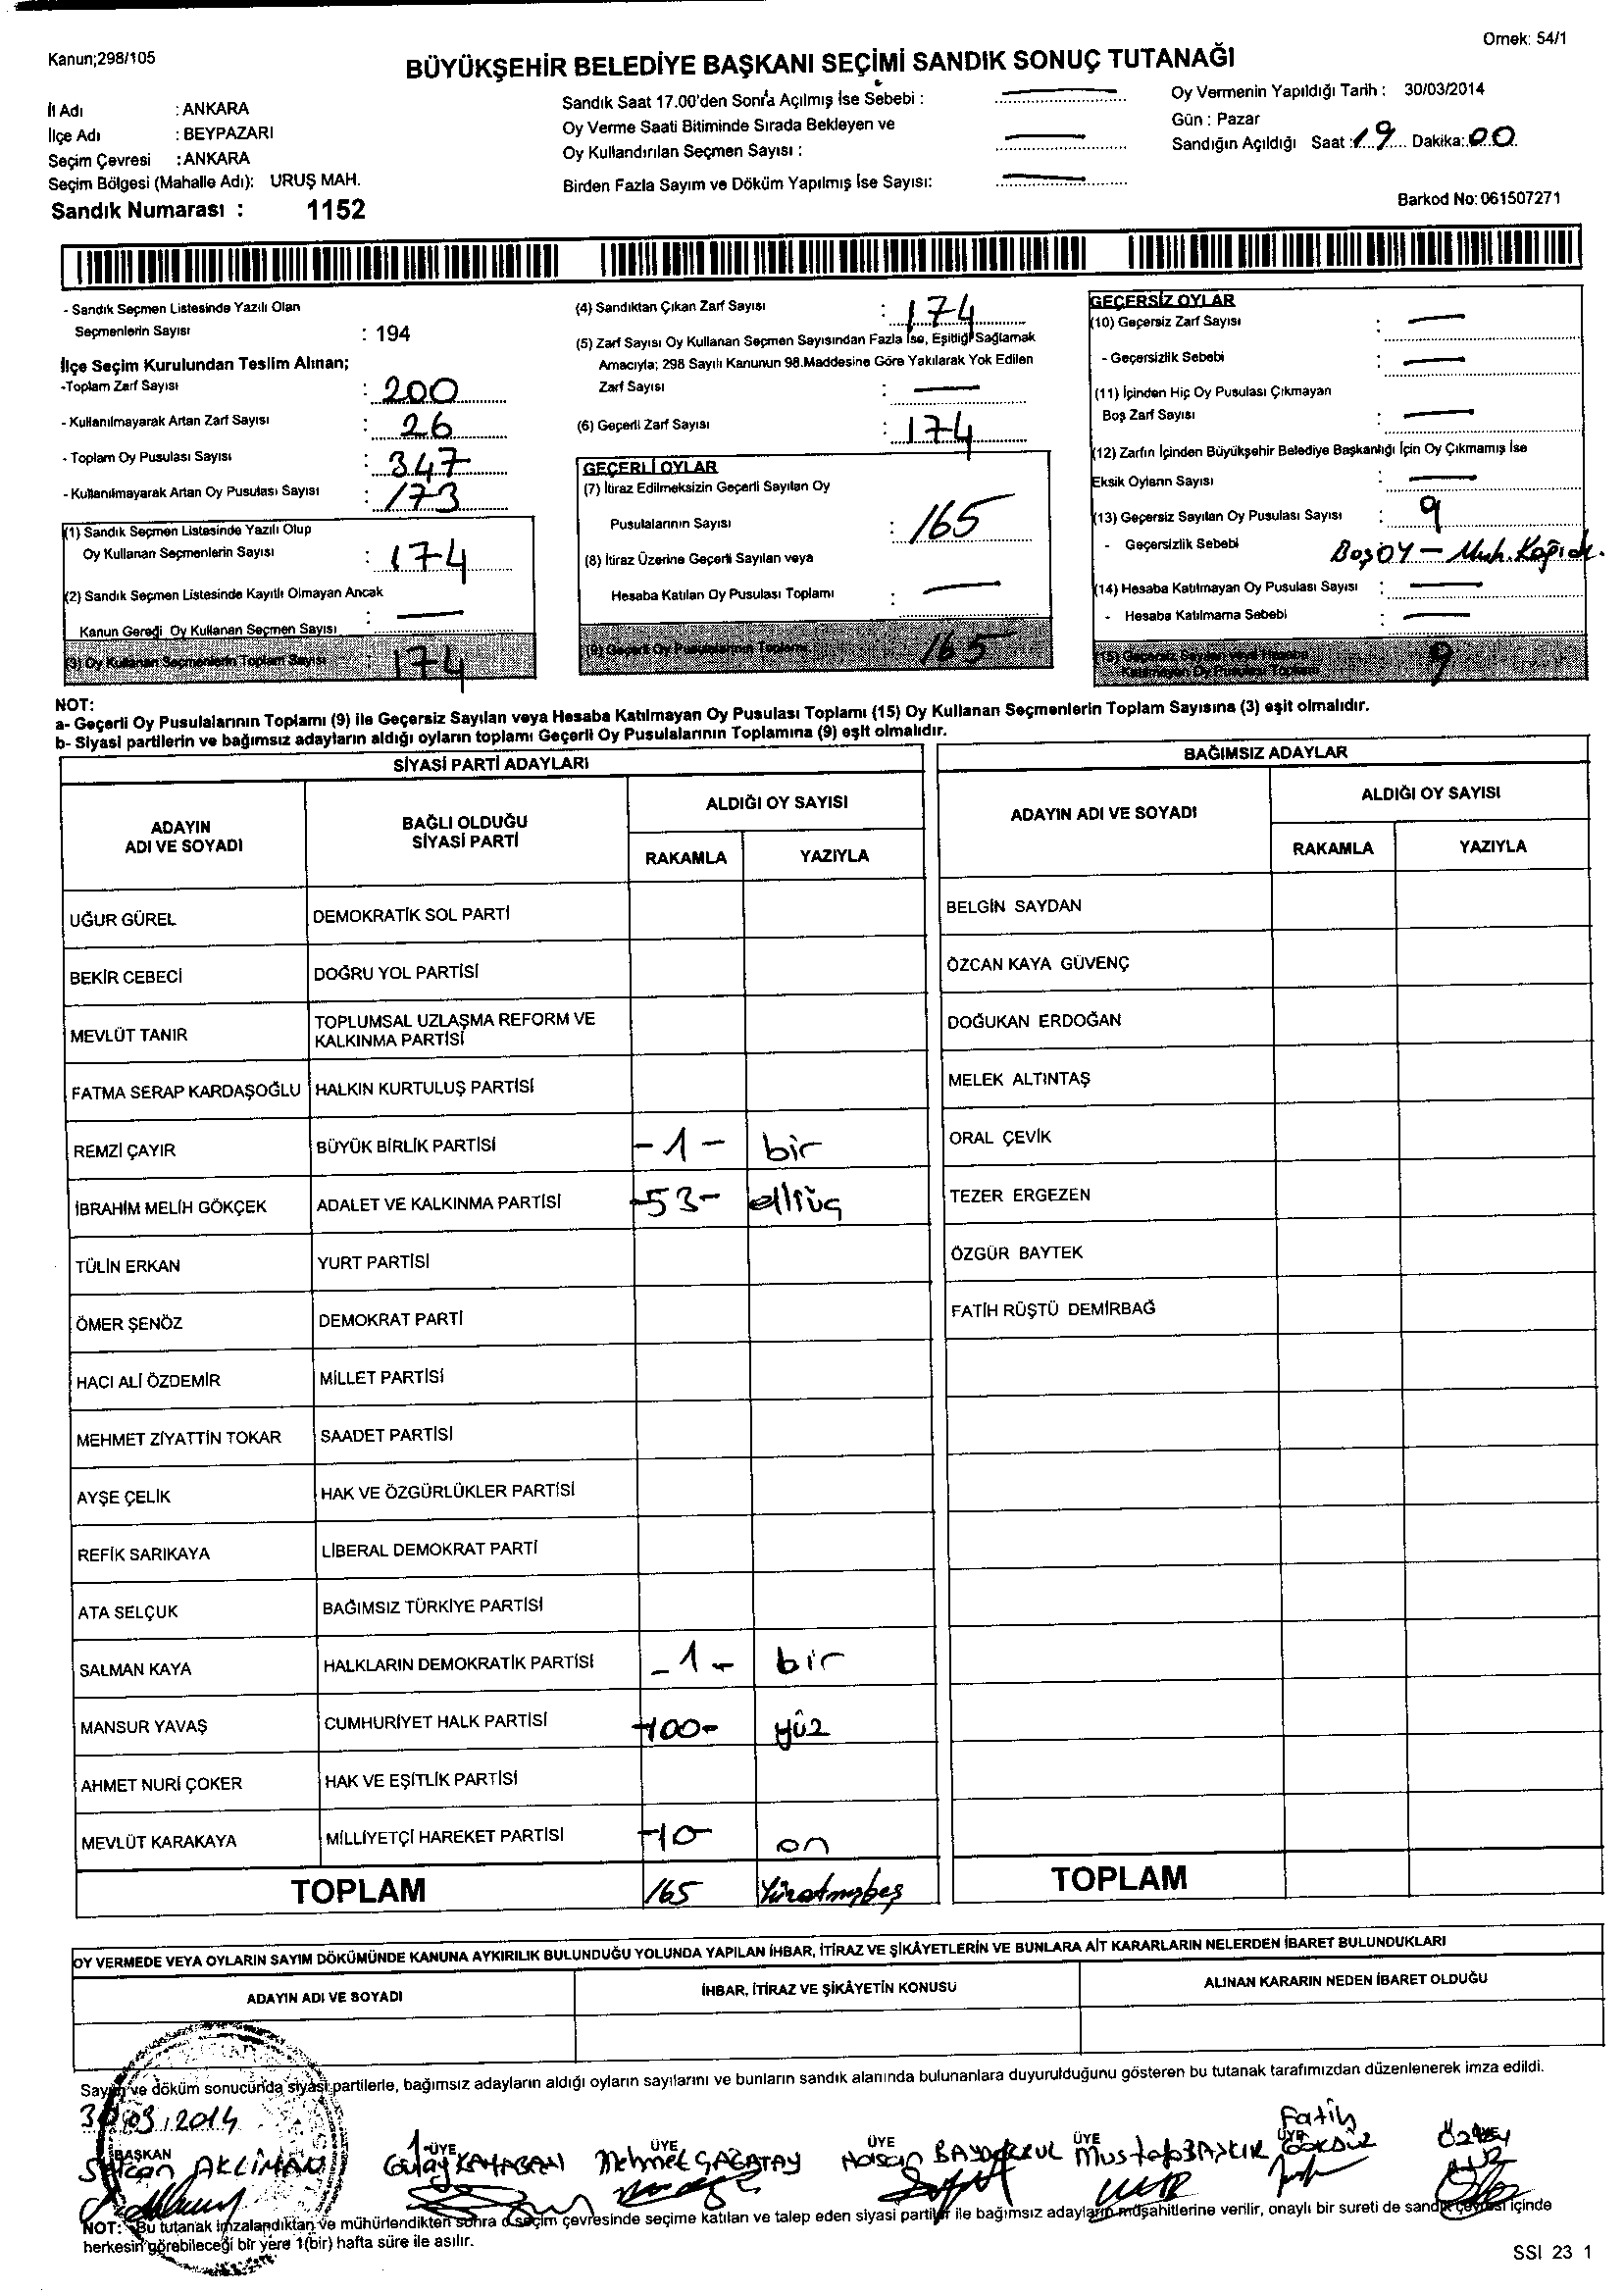 Kanun;298/105
Örnek: 54/1
BÜYÜKŞEHİR BELEDİYE BAŞKANI SEÇİMİ SANDIK SONUÇ TUTANAĞI
İl Adı : ANKARA
İlçe Adı : BEYPAZARI
Seçim Çevresi : ANKARA
Seçim Bölgesi (Mahalle Adı): URUŞ MAH.
Sandık Numarası : 1152
Sandık Saat 17.00'den Sonra Açılmış İse Sebebi :
Oy Verme Saati Bitiminde Sırada Bekleyen ve
Oy Kullandırılan Seçmen Sayısı :
Birden Fazla Sayım ve Döküm Yapılmış İse Sayısı:
Oy Vermenin Yapıldığı Tarih : 30/03/2014
Gün : Pazar
Sandığın Açıldığı Saat : 19 Dakika: 00
Barkod No: 061507271
- Sandık Seçmen Listesinde Yazılı Olan
Seçmenlerin Sayısı : 194
İlçe Seçim Kurulundan Teslim Alınan;
-Toplam Zarf Sayısı : 200
- Kullanılmayarak Artan Zarf Sayısı : 26
- Toplam Oy Pusulası Sayısı : 347
- Kullanılmayarak Artan Oy Pusulası Sayısı : 173
(1) Sandık Seçmen Listesinde Yazılı Olup
Oy Kullanan Seçmenlerin Sayısı : 174
(2) Sandık Seçmen Listesinde Kayıtlı Olmayan Ancak
Kanun Gereği Oy Kullanan Seçmen Sayısı : —
(3) Oy Kullanan Seçmenlerin Toplam Sayısı : 174
(4) Sandıktan Çıkan Zarf Sayısı : 174
(5) Zarf Sayısı Oy Kullanan Seçmen Sayısından Fazla İse, Eşitliği Sağlamak
Amacıyla; 298 Sayılı Kanunun 98.Maddesine Göre Yakılarak Yok Edilen
Zarf Sayısı : —
(6) Geçerli Zarf Sayısı : 174
GEÇERLİ OYLAR
(7) İtiraz Edilmeksizin Geçerli Sayılan Oy
Pusulalarının Sayısı : 165
(8) İtiraz Üzerine Geçerli Sayılan veya
Hesaba Katılan Oy Pusulası Toplamı : —
(9) Geçerli Oy Pusulalarının Toplamı 165
GEÇERSİZ OYLAR
(10) Geçersiz Zarf Sayısı : —
- Geçersizlik Sebebi : —
(11) İçinden Hiç Oy Pusulası Çıkmayan
Boş Zarf Sayısı : —
(12) Zarfın İçinden Büyükşehir Belediye Başkanlığı İçin Oy Çıkmamış İse
Eksik Oyların Sayısı : —
(13) Geçersiz Sayılan Oy Pusulası Sayısı : 9
- Geçersizlik Sebebi Boş OY –
(14) Hesaba Katılmayan Oy Pusulası Sayısı : —
- Hesaba Katılmama Sebebi : —
(15) Geçersiz Sayılan veya Hesaba
Katılmayan Oy Pusulası Toplamı 9
NOT:
a- Geçerli Oy Pusulalarının Toplamı (9) ile Geçersiz Sayılan veya Hesaba Katılmayan Oy Pusulası Toplamı (15) Oy Kullanan Seçmenlerin Toplam Sayısına (3) eşit olmalıdır.
b- Siyasi partilerin ve bağımsız adayların aldığı oyların toplamı Geçerli Oy Pusulalarının Toplamına (9) eşit olmalıdır.
SİYASİ PARTİ ADAYLARI
ADAYIN ADI VE SOYADI BAĞLI OLDUĞU SİYASİ PARTİ ALDIĞI OY SAYISI
RAKAMLA YAZIYLA
UĞUR GÜREL DEMOKRATİK SOL PARTİ
BEKİR CEBECİ DOĞRU YOL PARTİSİ
MEVLÜT TANIR TOPLUMSAL UZLAŞMA REFORM VE KALKINMA PARTİSİ
FATMA SERAP KARDAŞOĞLU HALKIN KURTULUŞ PARTİSİ
REMZİ ÇAYIR BÜYÜK BİRLİK PARTİSİ -1- bir
İBRAHİM MELİH GÖKÇEK ADALET VE KALKINMA PARTİSİ -53- elliüç
TÜLİN ERKAN YURT PARTİSİ
ÖMER ŞENÖZ DEMOKRAT PARTİ
HACI ALİ ÖZDEMİR MİLLET PARTİSİ
MEHMET ZİYATTİN TOKAR SAADET PARTİSİ
AYŞE ÇELİK HAK VE ÖZGÜRLÜKLER PARTİSİ
REFİK SARIKAYA LİBERAL DEMOKRAT PARTİ
ATA SELÇUK BAĞIMSIZ TÜRKİYE PARTİSİ
SALMAN KAYA HALKLARIN DEMOKRATİK PARTİSİ -1- bir
MANSUR YAVAŞ CUMHURİYET HALK PARTİSİ -100- yüz
AHMET NURİ ÇOKER HAK VE EŞİTLİK PARTİSİ
MEVLÜT KARAKAYA MİLLİYETÇİ HAREKET PARTİSİ -10- on
TOPLAM 165 Yüzatmışbeş
BAĞIMSIZ ADAYLAR
ADAYIN ADI VE SOYADI ALDIĞI OY SAYISI
RAKAMLA YAZIYLA
BELGİN SAYDAN
ÖZCAN KAYA GÜVENÇ
DOĞUKAN ERDOĞAN
MELEK ALTINTAŞ
ORAL ÇEVİK
TEZER ERGEZEN
ÖZGÜR BAYTEK
FATİH RÜŞTÜ DEMİRBAĞ
TOPLAM
OY VERMEDE VEYA OYLARIN SAYIM DÖKÜMÜNDE KANUNA AYKIRILIK BULUNDUĞU YOLUNDA YAPILAN İHBAR, İTİRAZ VE ŞİKÂYETLERİN VE BUNLARA AİT KARARLARIN NELERDEN İBARET BULUNDUKLARI
ADAYIN ADI VE SOYADI İHBAR, İTİRAZ VE ŞİKÂYETİN KONUSU ALINAN KARARIN NEDEN İBARET OLDUĞU
Sayım ve döküm sonucunda siyasi partilerle, bağımsız adayların aldığı oyların sayılarını ve bunların sandık alanında bulunanlara duyurulduğunu gösteren bu tutanak tarafımızdan düzenlenerek imza edildi.
30.03.2014
BAŞKAN ÜYE ÜYE ÜYE ÜYE ÜYE
AKLİMAN Gülay Mehmet ÇAĞATAY Mustafa Fatih
NOT: Bu tutanak imzalandıktan ve mühürlendikten sonra o seçim çevresinde seçime katılan ve talep eden siyasi partiler ile bağımsız adayların müşahitlerine verilir, onaylı bir sureti de sandık çevresi içinde
herkesin görebileceği bir yere 1(bir) hafta süre ile asılır.
SSI 23 1